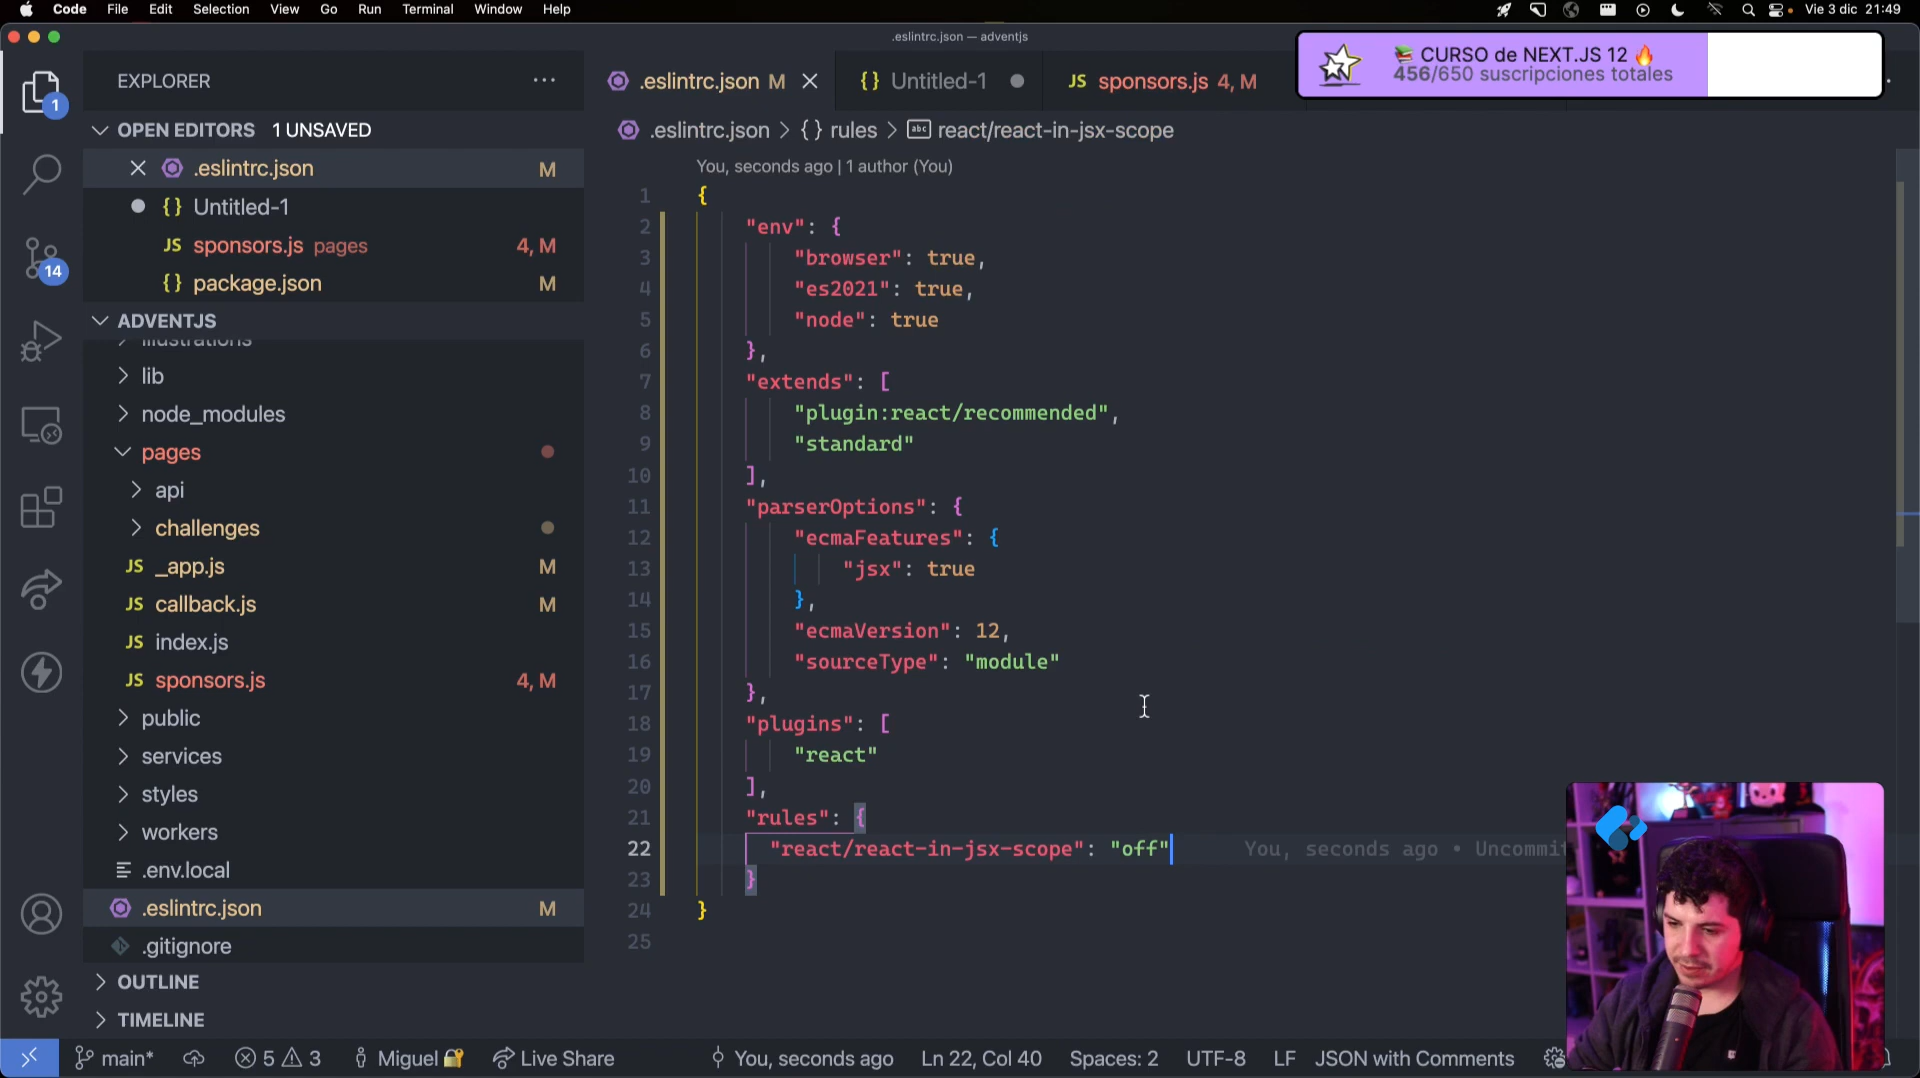 Code File Edit Selection View Go Run Terminal Window Help
Vie 3 dic 21:49
.eslintrc.json — adventjs
EXPLORER
.eslintrc.json M
Untitled-1
JS sponsors.js 4, M
CURSO de NEXT.JS 12
456/650 suscripciones totales
1
OPEN EDITORS 1 UNSAVED
.eslintrc.json > {} rules > abc react/react-in-jsx-scope
.eslintrc.json M
{} Untitled-1
JS sponsors.js pages 4, M
{} package.json M
14
ADVENTJS
illustrations
lib
node_modules
pages
api
challenges
JS _app.js M
JS callback.js M
JS index.js
JS sponsors.js 4, M
public
services
styles
workers
.env.local
.eslintrc.json M
.gitignore
OUTLINE
TIMELINE
You, seconds ago | 1 author (You)
1 {
2 "env": {
3 "browser": true,
4 "es2021": true,
5 "node": true
6 },
7 "extends": [
8 "plugin:react/recommended",
9 "standard"
10 ],
11 "parserOptions": {
12 "ecmaFeatures": {
13 "jsx": true
14 },
15 "ecmaVersion": 12,
16 "sourceType": "module"
17 },
18 "plugins": [
19 "react"
20 ],
21 "rules": {
22 "react/react-in-jsx-scope": "off" You, seconds ago • Uncommit
23 }
24 }
25
main* 5 3 Miguel Live Share You, seconds ago Ln 22, Col 40 Spaces: 2 UTF-8 LF JSON with Comments